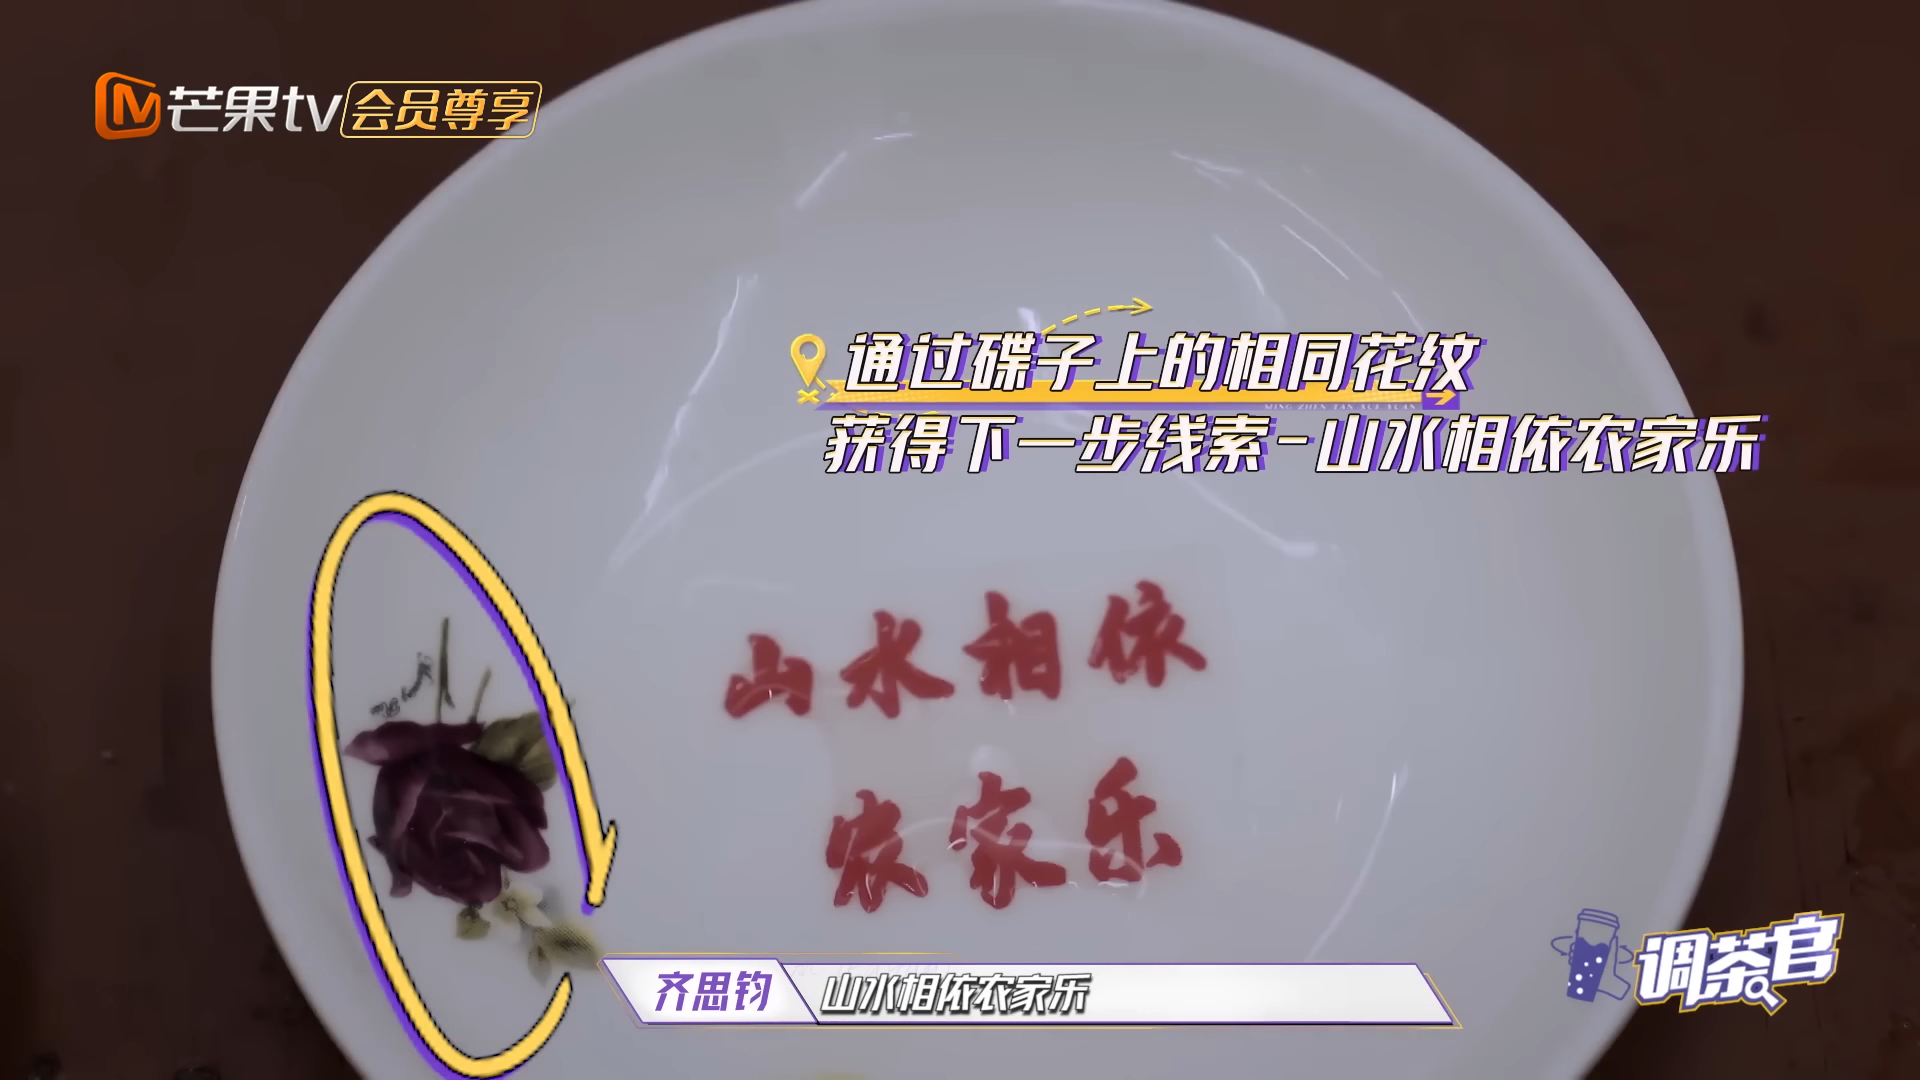 芒果tv会员尊享
通过碟子上的相同花纹
获得下一步线索-山水相依农家乐
山水相依
农家乐
齐思钧 山水相依农家乐
调茶官